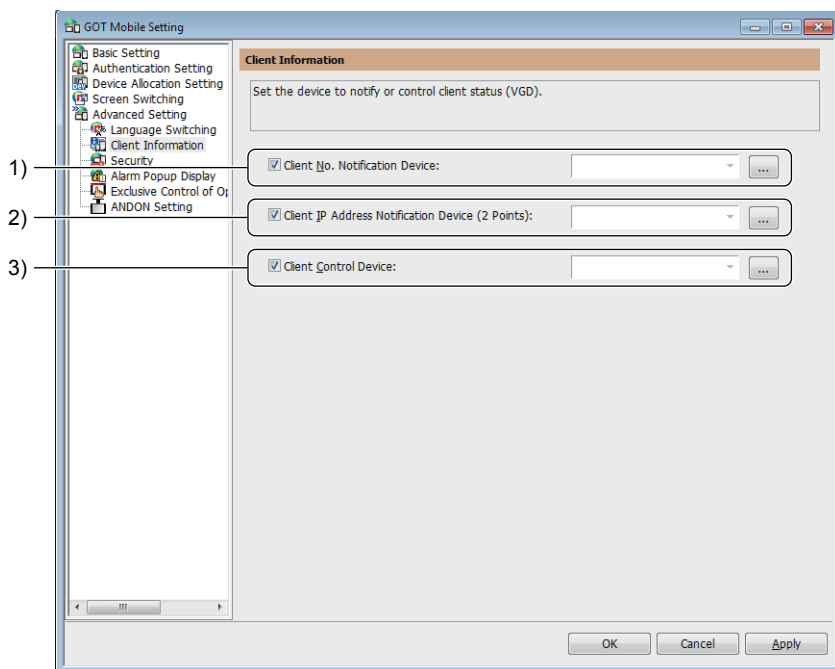 GOT Mobile Setting
Basic Setting
Authentication Setting
Device Allocation Setting
Screen Switching
Advanced Setting
Language Switching
Client Information
Security
Alarm Popup Display
Exclusive Control of Op
ANDON Setting
Client Information
Set the device to notify or control client status (VGD).
1)
Client No. Notification Device:
...
2)
Client IP Address Notification Device (2 Points):
...
3)
Client Control Device:
...
OK
Cancel
Apply